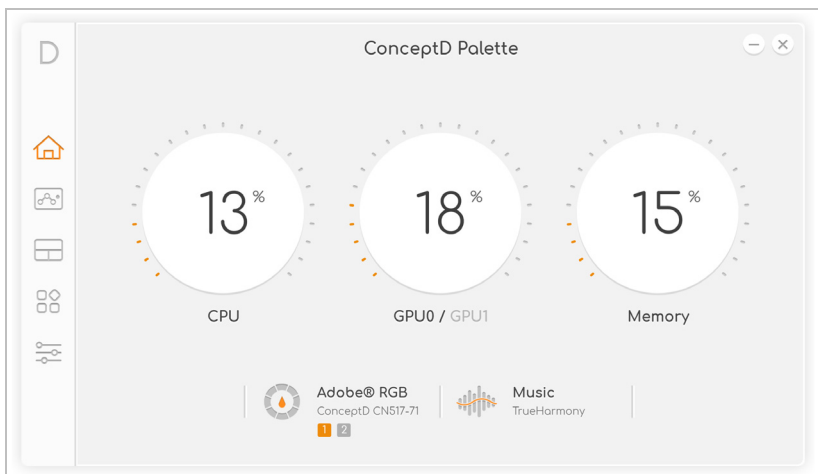 D
ConceptD Palette
13%
18%
15%
CPU
GPU0 / GPU1
Memory
Adobe® RGB
ConceptD CN517-71
1 2
Music
TrueHarmony